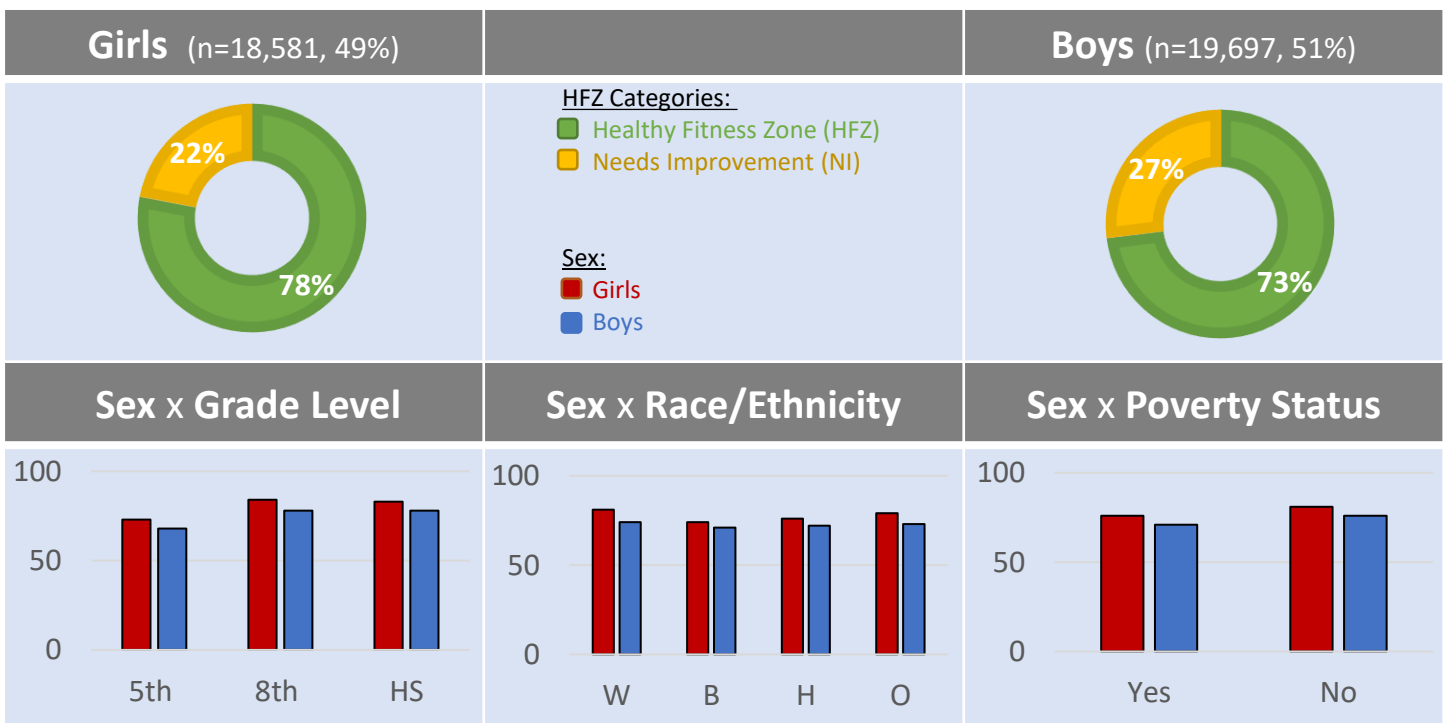 Girls (n=18,581, 49%)
Boys (n=19,697, 51%)
22%
78%
HFZ Categories:
Healthy Fitness Zone (HFZ)
Needs Improvement (NI)
Sex:
Girls
Boys
27%
73%
Sex x Grade Level
Sex x Race/Ethnicity
Sex x Poverty Status
100
50
0
5th 8th HS
100
50
0
W B H O
100
50
0
Yes No